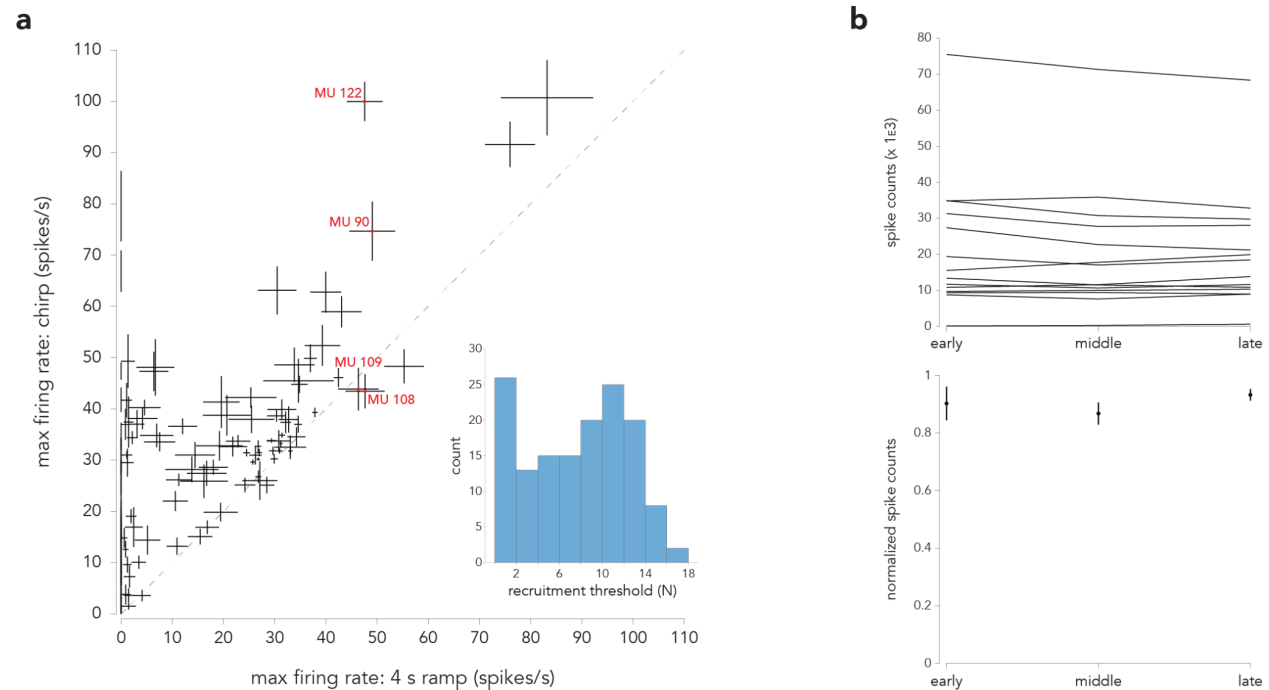 a
110
100
90
80
70
60
50
40
30
20
10
0
max firing rate: chirp (spikes/s)
MU 122
MU 90
MU 109
MU 108
0 10 20 30 40 50 60 70 80 90 100 110
max firing rate: 4 s ramp (spikes/s)
30
25
20
15
10
5
0
count
2 6 10 14 18
recruitment threshold (N)
b
80
70
60
50
40
30
20
10
0
spike counts (x 1E3)
early middle late
1
0.8
0.6
0.4
0.2
0
normalized spike counts
early middle late